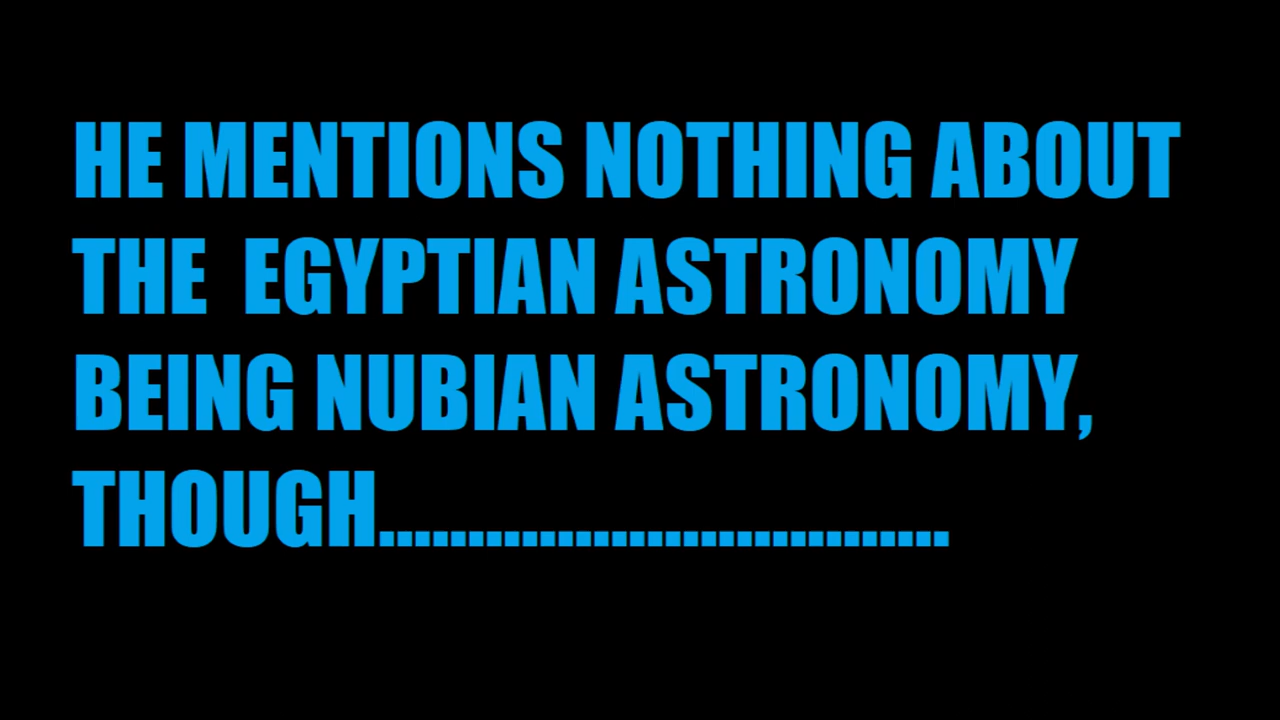 HE MENTIONS NOTHING ABOUT
THE  EGYPTIAN ASTRONOMY
BEING NUBIAN ASTRONOMY,
THOUGH................................